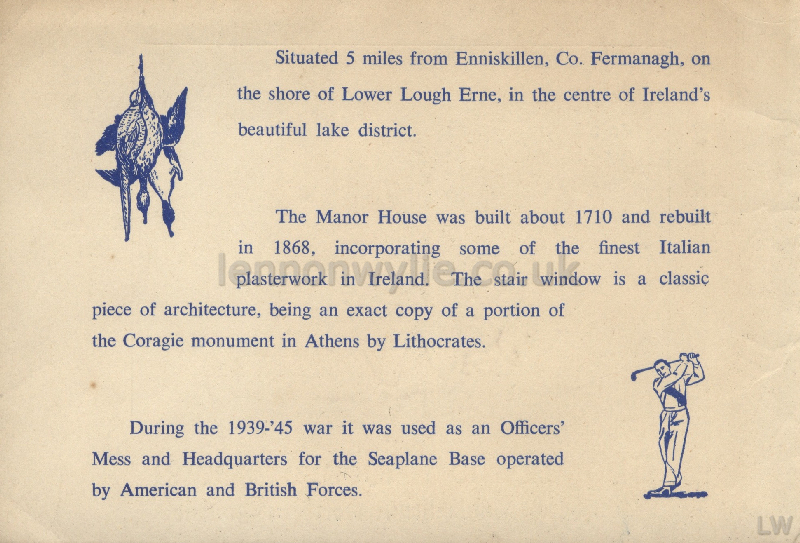 Situated 5 miles from Enniskillen, Co. Fermanagh, on
the shore of Lower Lough Erne, in the centre of Ireland's
beautiful lake district.
The Manor House was built about 1710 and rebuilt
in 1868, incorporating some of the finest Italian
plasterwork in Ireland. The stair window is a classic
piece of architecture, being an exact copy of a portion of
the Coragie monument in Athens by Lithocrates.
During the 1939-'45 war it was used as an Officers'
Mess and Headquarters for the Seaplane Base operated
by American and British Forces.
lennonwylie.co.uk
LW